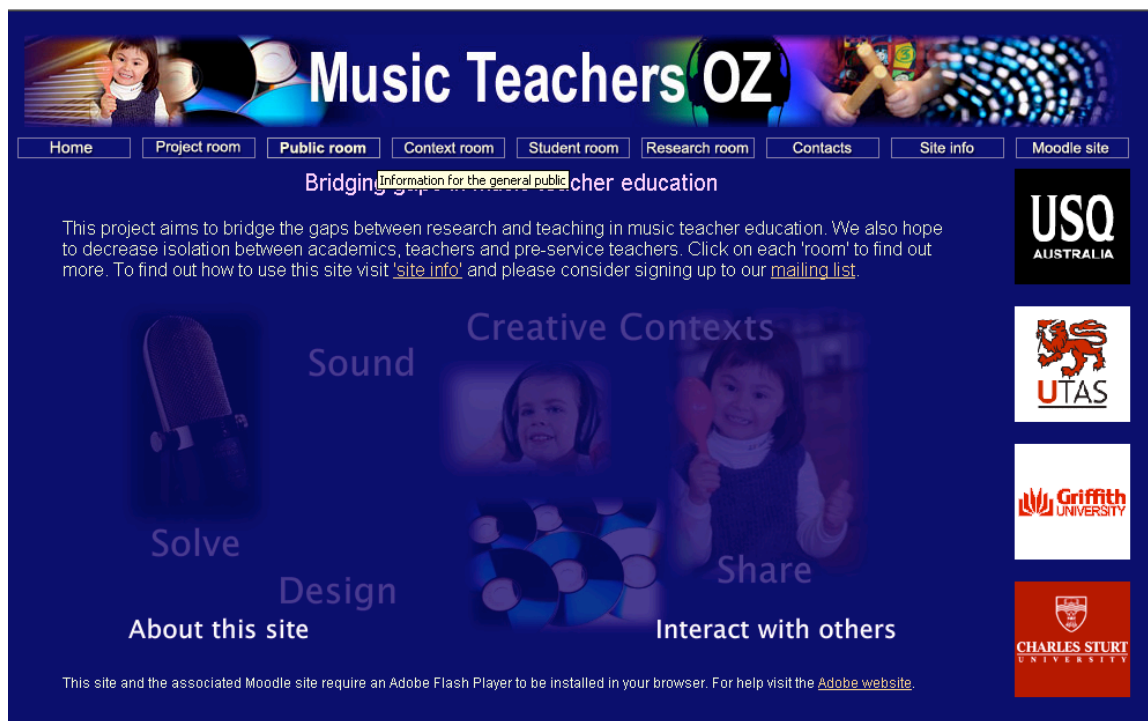 Music Teachers OZ
Home Project room Public room Context room Student room Research room Contacts Site info Moodle site
Bridging gaps in music teacher education
Information for the general public
This project aims to bridge the gaps between research and teaching in music teacher education. We also hope
to decrease isolation between academics, teachers and pre-service teachers. Click on each 'room' to find out
more. To find out how to use this site visit 'site info' and please consider signing up to our mailing list.
Creative Contexts
Sound
Solve
Share
Design
About this site Interact with others
This site and the associated Moodle site require an Adobe Flash Player to be installed in your browser. For help visit the Adobe website.
USQ
AUSTRALIA
UTAS
Griffith
UNIVERSITY
CHARLES STURT
UNIVERSITY